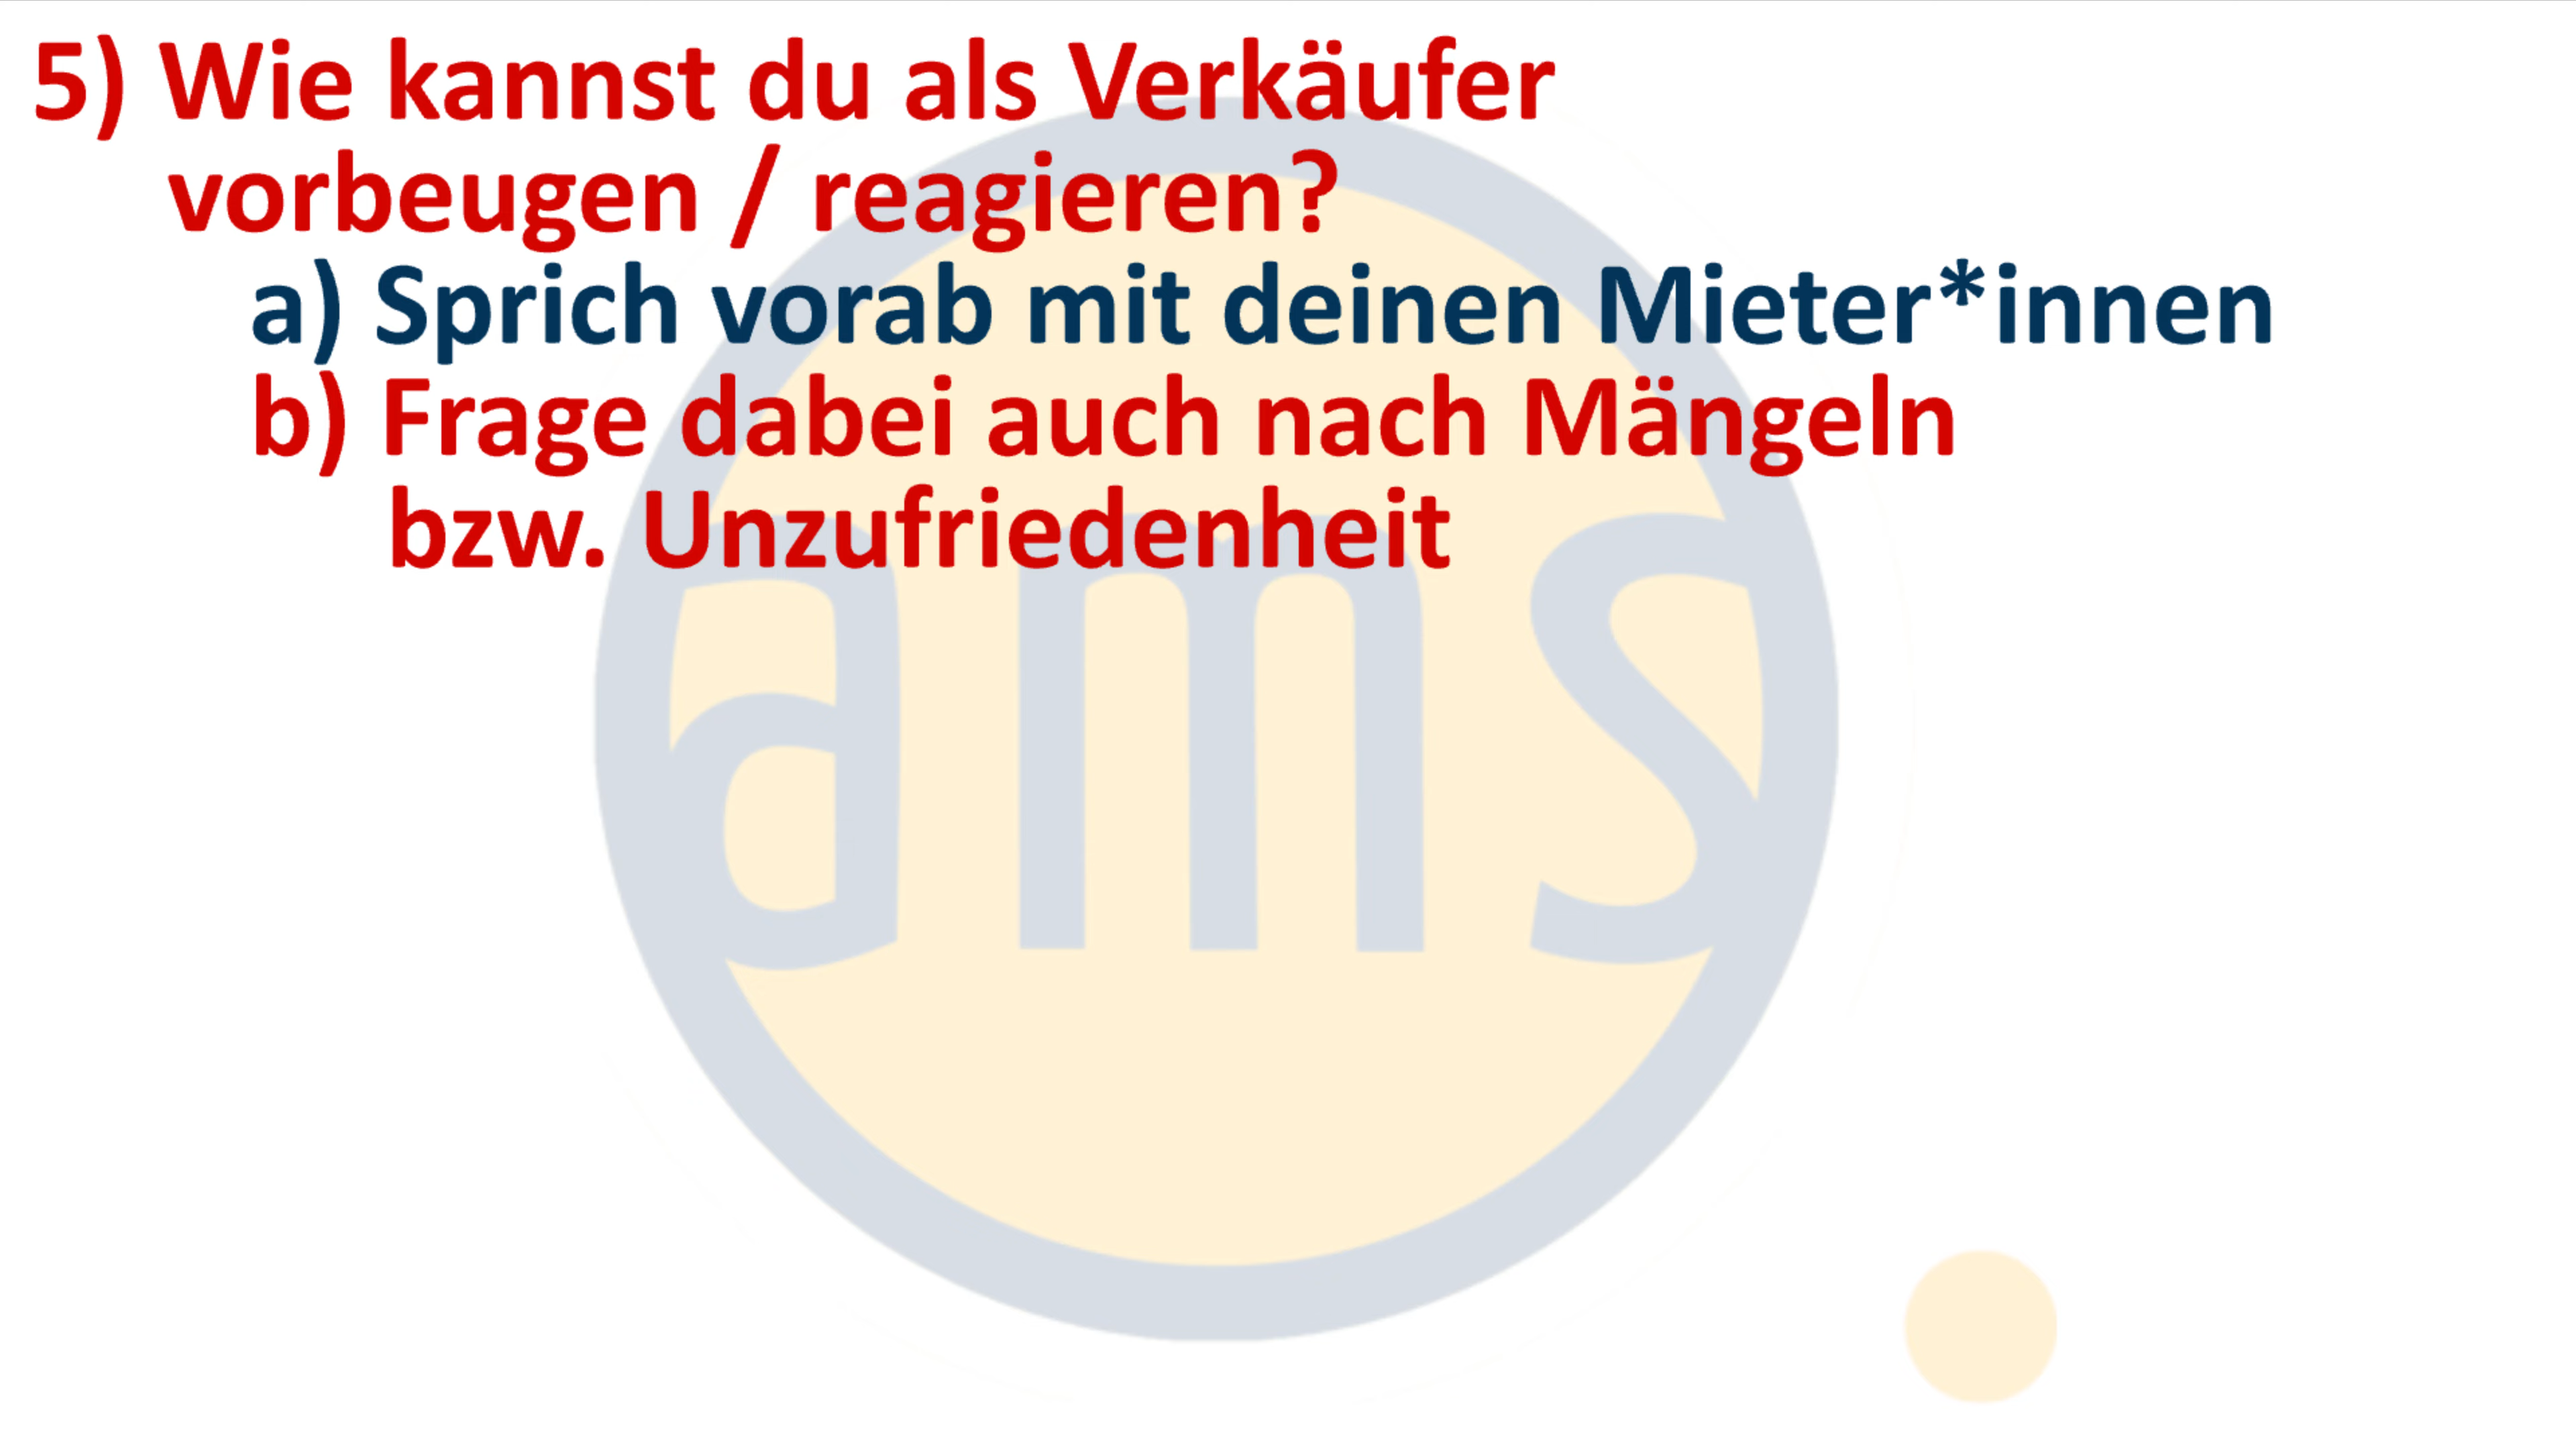 5) Wie kannst du als Verkäufer
vorbeugen / reagieren?
a) Sprich vorab mit deinen Mieter*innen
b) Frage dabei auch nach Mängeln
bzw. Unzufriedenheit
ams